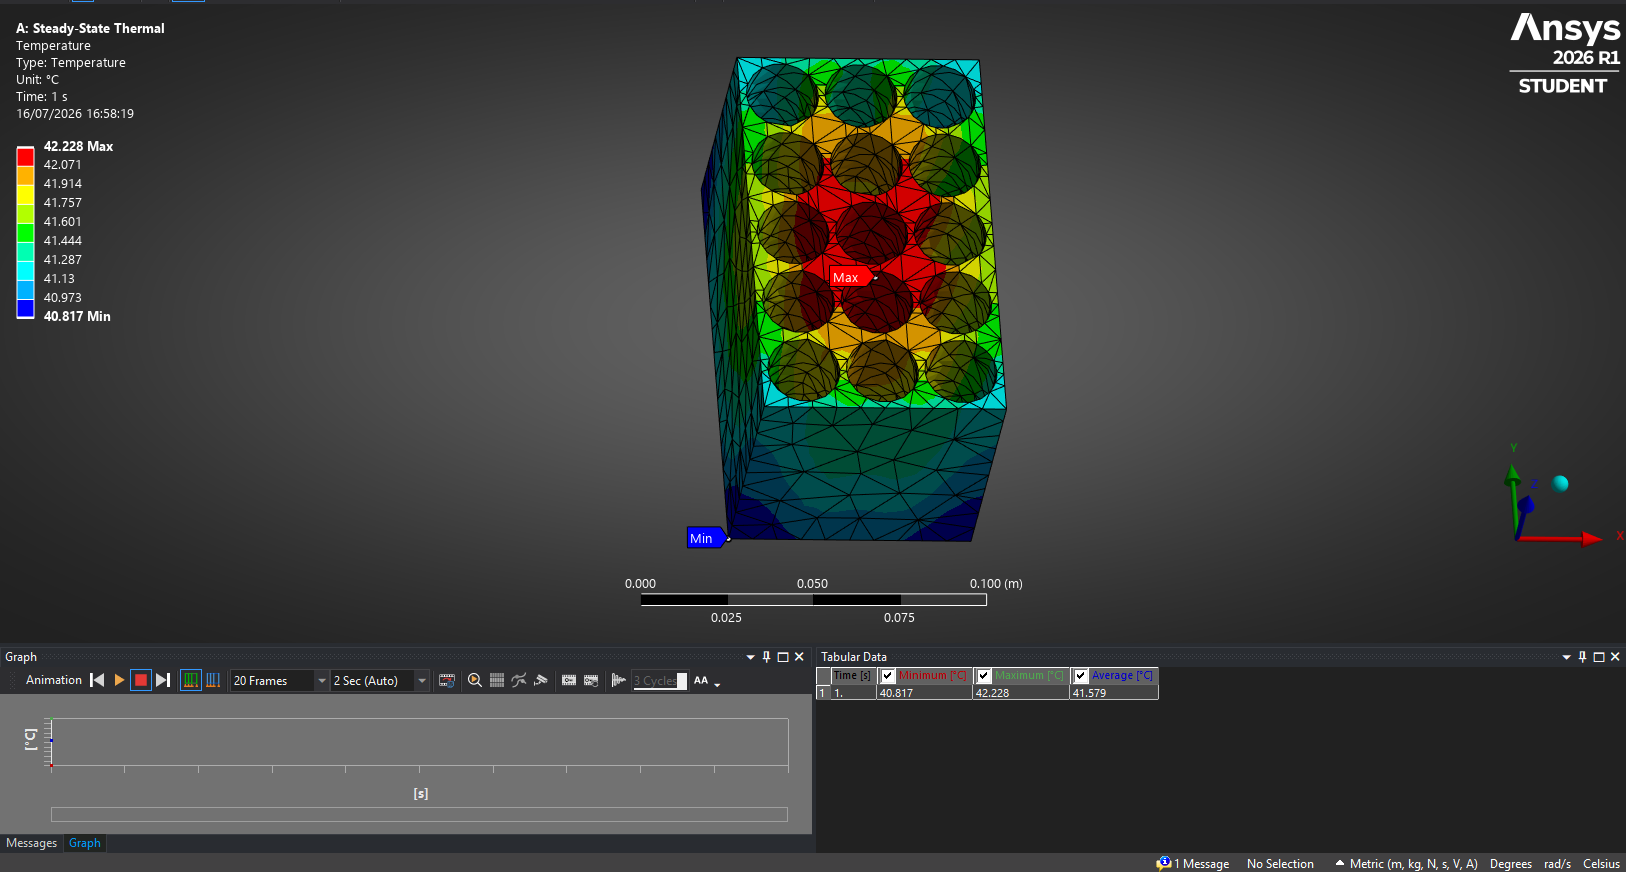 A: Steady-State Thermal
Temperature
Type: Temperature
Unit: °C
Time: 1 s
16/07/2026 16:58:19
42.228 Max
42.071
41.914
41.757
41.601
41.444
41.287
41.13
40.973
40.817 Min
Ansys
2026 R1
STUDENT
Max
Min
Y
Z
X
0.000
0.050
0.100 (m)
0.025
0.075
Graph
Animation
20 Frames
2 Sec (Auto)
3 Cycles
AA
[°C]
[s]
Messages
Graph
Tabular Data
Time [s] Minimum [°C] Maximum [°C] Average [°C]
1 1. 40.817 42.228 41.579
1 Message No Selection Metric (m, kg, N, s, V, A) Degrees rad/s Celsius